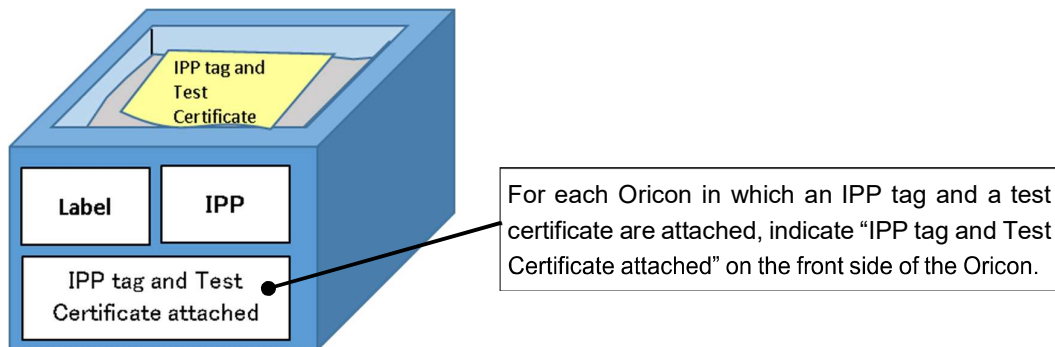 IPP tag and
Test
Certificate
Label
IPP
IPP tag and Test
Certificate attached
For each Oricon in which an IPP tag and a test
certificate are attached, indicate “IPP tag and Test
Certificate attached” on the front side of the Oricon.